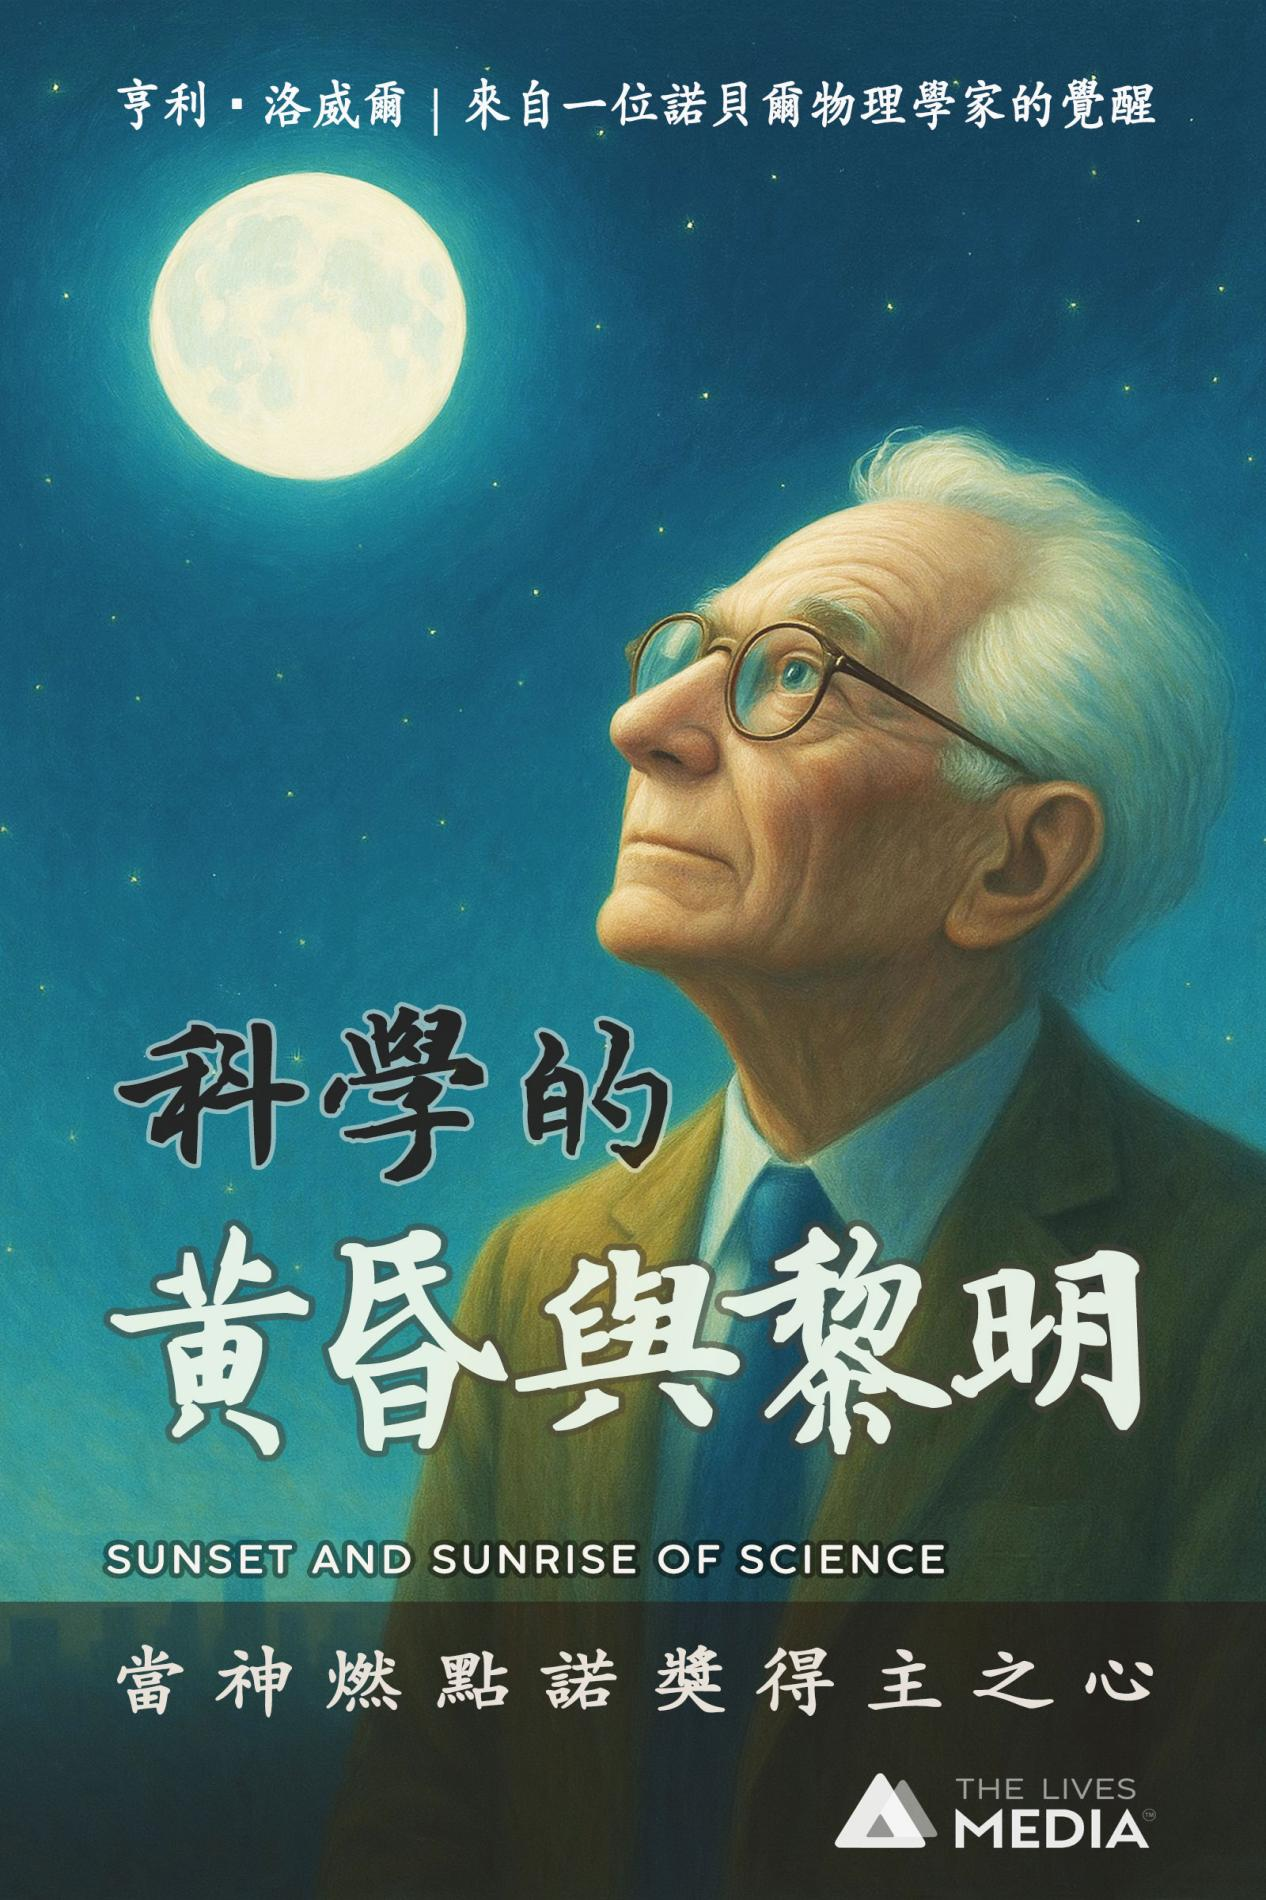 亨利·洛威爾 | 來自一位諾貝爾物理學家的覺醒
科學的
黃昏與黎明
SUNSET AND SUNRISE OF SCIENCE
當神燃點諾獎得主之心
THE LIVES
MEDIA™